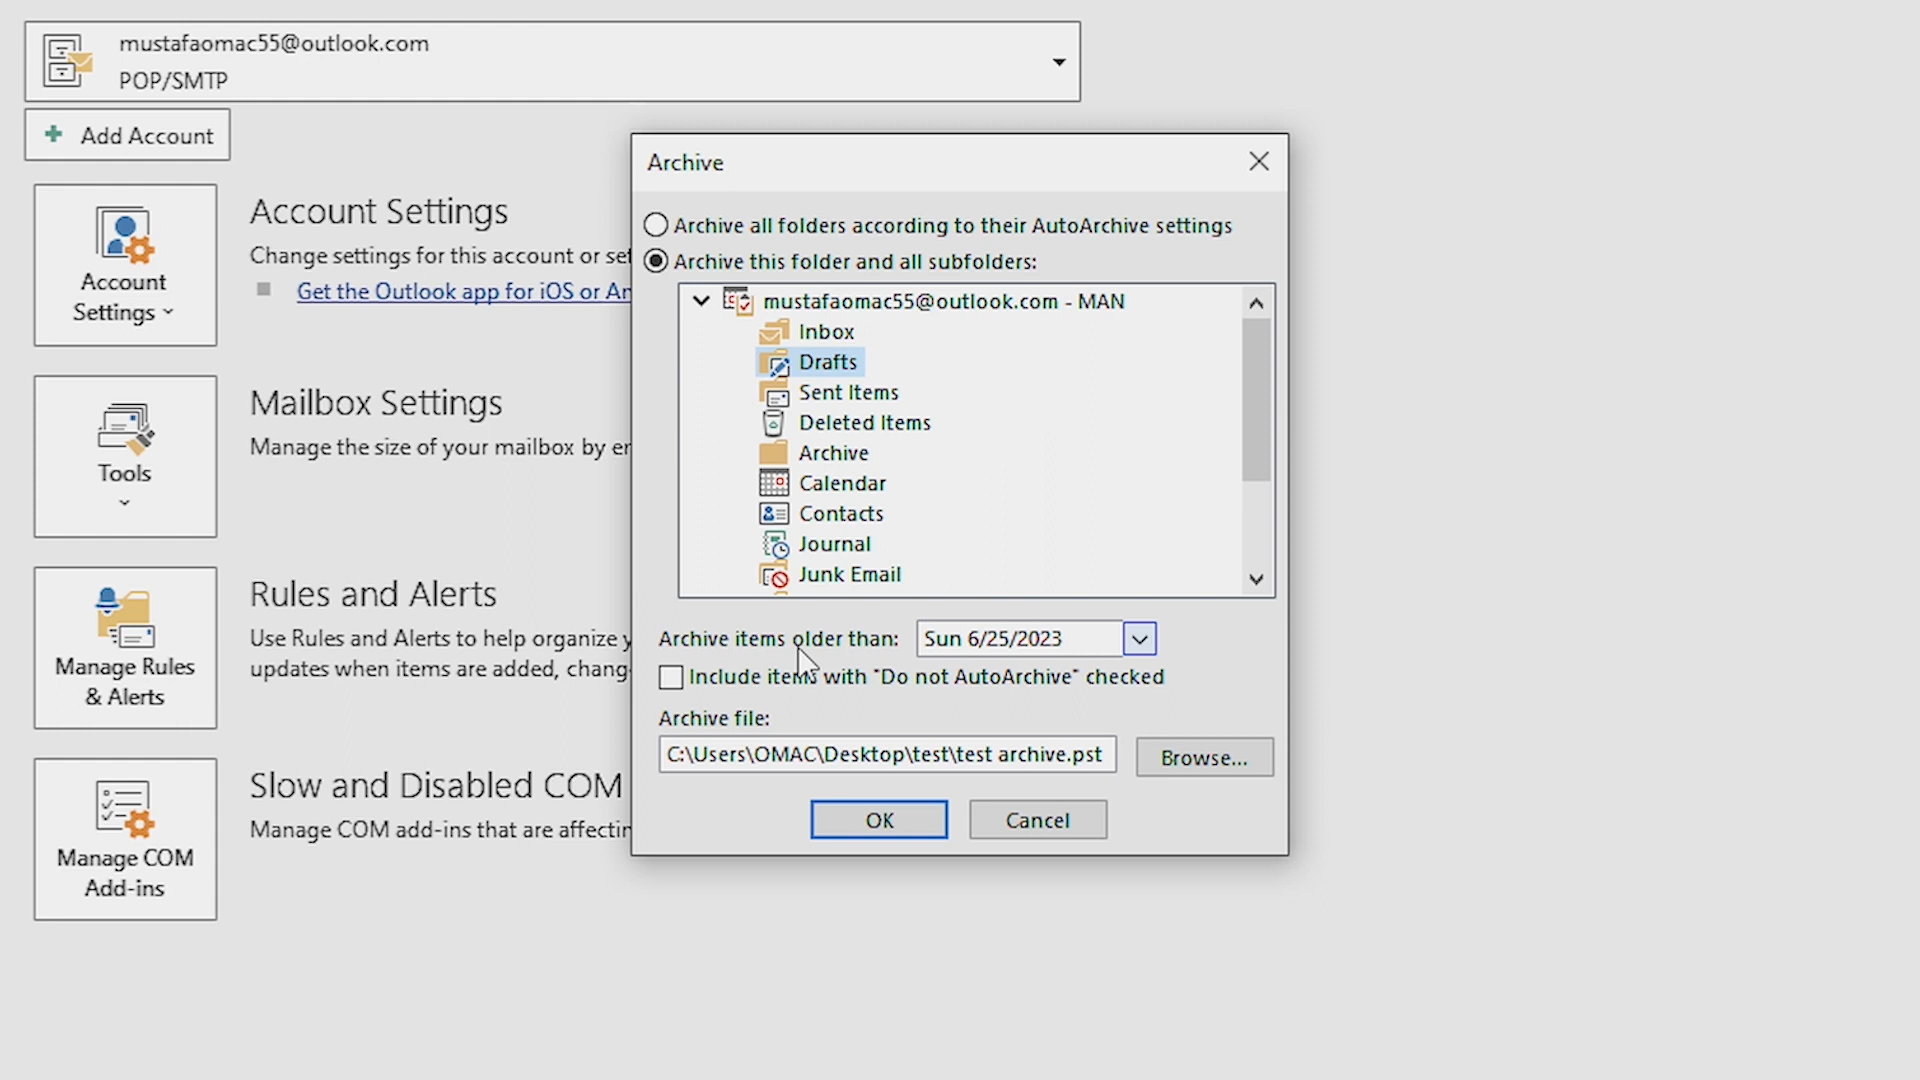 mustafaomac55@outlook.com
POP/SMTP
Add Account
Account
Settings
Account Settings
Change settings for this account or set
Get the Outlook app for iOS or An
Tools
Mailbox Settings
Manage the size of your mailbox by em
Manage Rules
& Alerts
Rules and Alerts
Use Rules and Alerts to help organize y
updates when items are added, chang
Manage COM
Add-ins
Slow and Disabled COM
Manage COM add-ins that are affectin
Archive
Archive all folders according to their AutoArchive settings
Archive this folder and all subfolders:
mustafaomac55@outlook.com - MAN
Inbox
Drafts
Sent Items
Deleted Items
Archive
Calendar
Contacts
Journal
Junk Email
Archive items older than: Sun 6/25/2023
Include items with "Do not AutoArchive" checked
Archive file:
C:\Users\OMAC\Desktop\test\test archive.pst
Browse...
OK Cancel